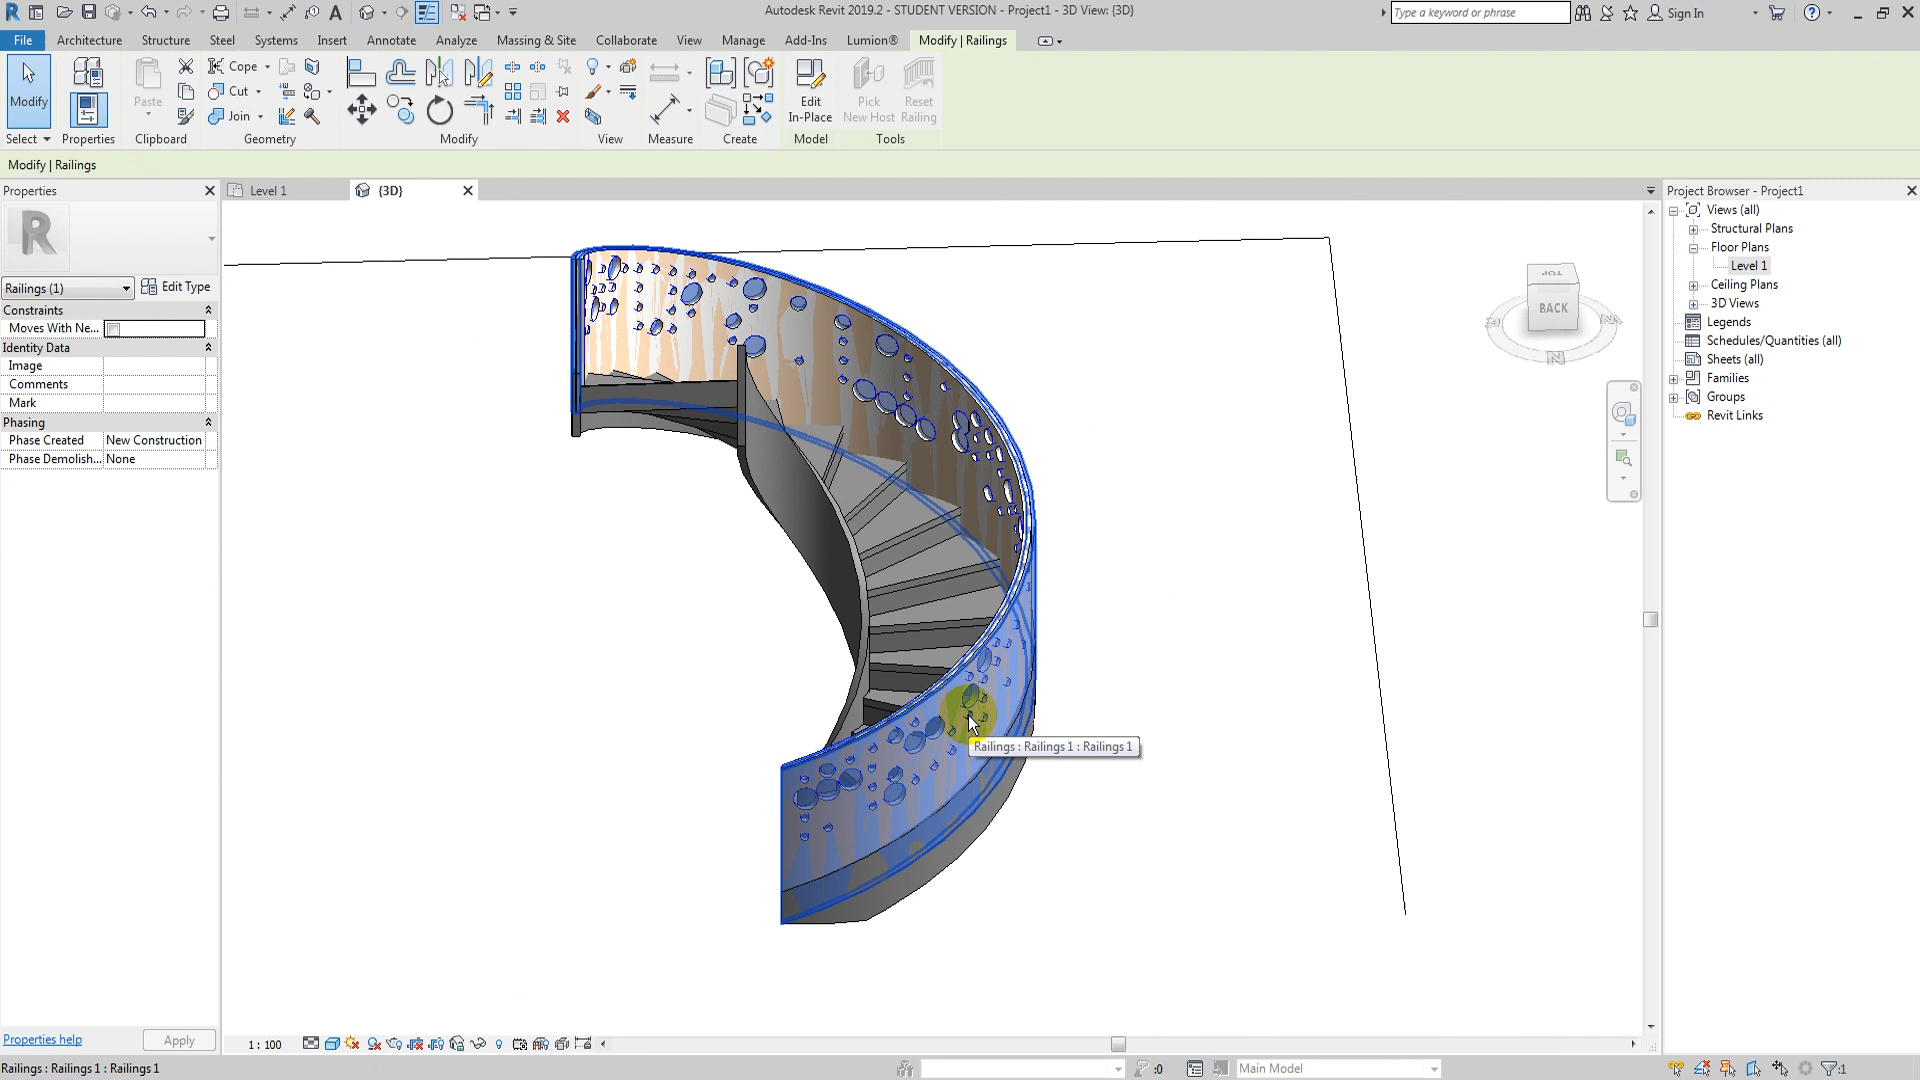 Autodesk Revit 2019.2 - STUDENT VERSION - Project1 - 3D View: {3D}
Type a keyword or phrase
Sign In
File
Architecture
Structure
Steel
Systems
Insert
Annotate
Analyze
Massing & Site
Collaborate
View
Manage
Add-Ins
Lumion®
Modify | Railings
Modify
Paste
Cope
Cut
Join
Edit
In-Place
Pick
New Host
Reset
Railing
Select
Properties
Clipboard
Geometry
Modify
View
Measure
Create
Model
Tools
Modify | Railings
Properties
Level 1
{3D}
Project Browser - Project1
R
Railings (1)
Edit Type
Constraints
Moves With Ne...
Identity Data
Image
Comments
Mark
Phasing
Phase Created
New Construction
Phase Demolish...
None
TOP
BACK
N
Views (all)
Structural Plans
Floor Plans
Level 1
Ceiling Plans
3D Views
Legends
Schedules/Quantities (all)
Sheets (all)
Families
Groups
Revit Links
Railings : Railings 1 : Railings 1
Properties help
Apply
1 : 100
Railings : Railings 1 : Railings 1
:0
Main Model
:1